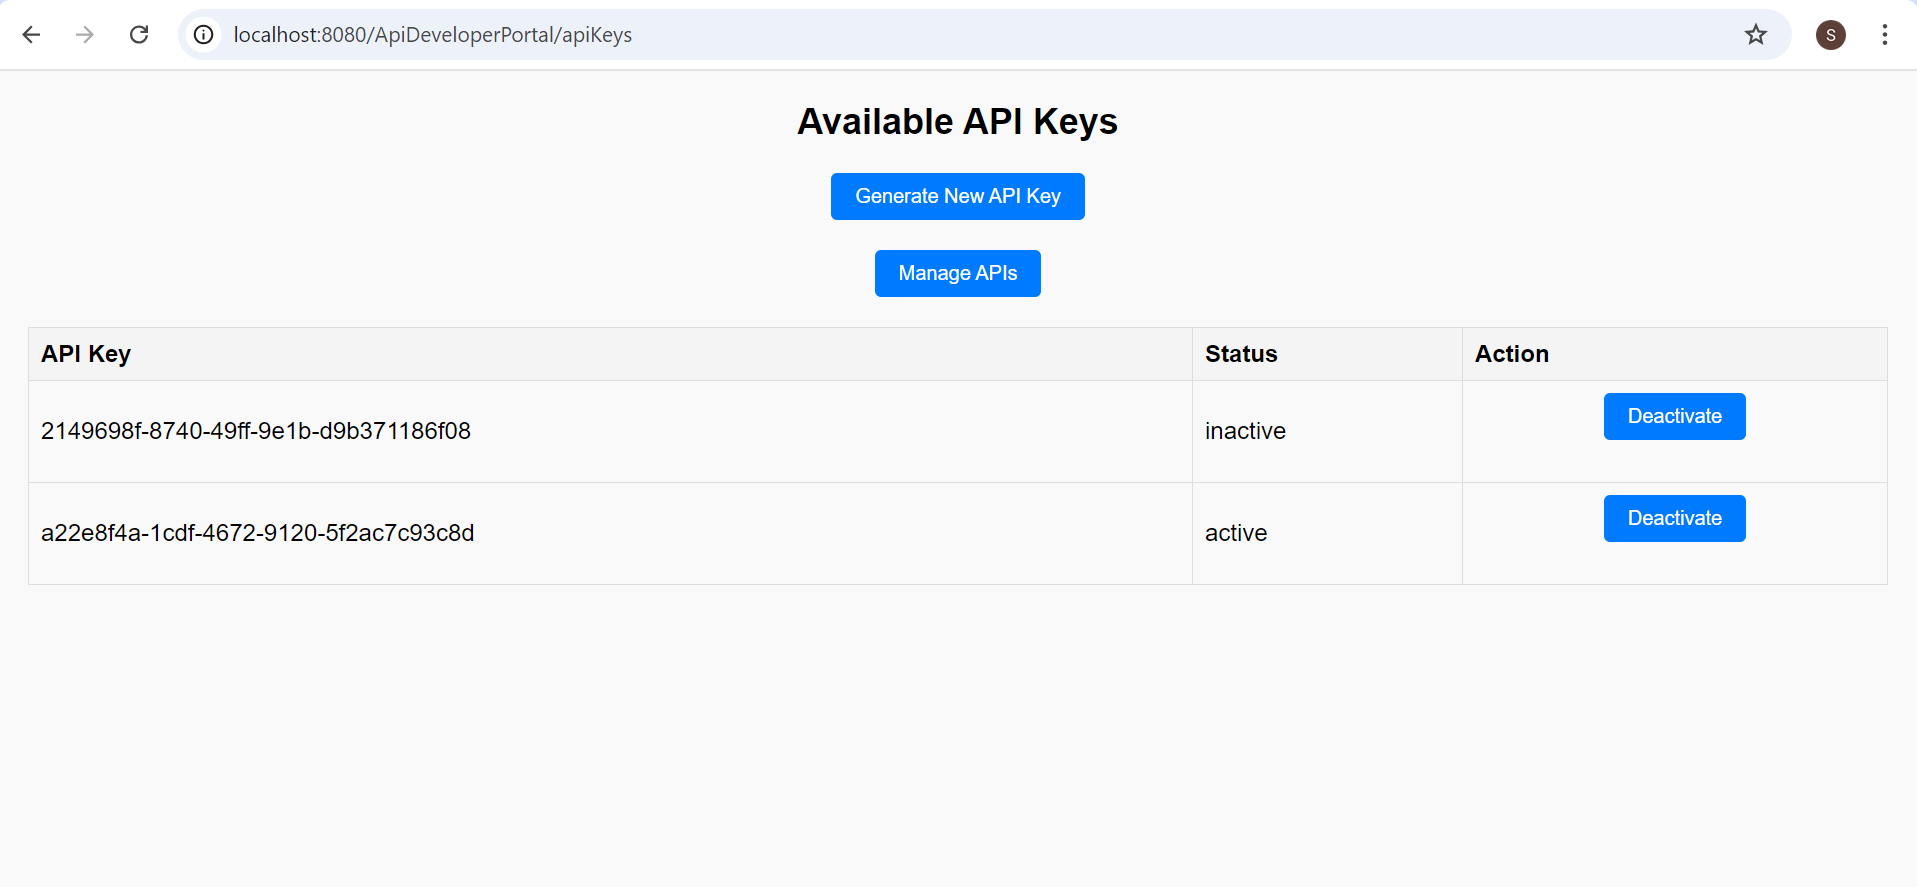 localhost:8080/ApiDeveloperPortal/apiKeys
S
Available API Keys
Generate New API Key
Manage APIs
API Key Status Action
2149698f-8740-49ff-9e1b-d9b371186f08 inactive Deactivate
a22e8f4a-1cdf-4672-9120-5f2ac7c93c8d active Deactivate